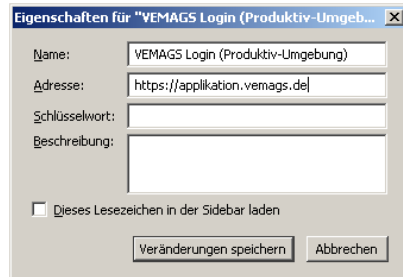 Eigenschaften für "VEMAGS Login (Produktiv-Umgeb...
Name: VEMAGS Login (Produktiv-Umgebung)
Adresse: https://applikation.vemags.de
Schlüsselwort:
Beschreibung:
Dieses Lesezeichen in der Sidebar laden
Veränderungen speichern Abbrechen